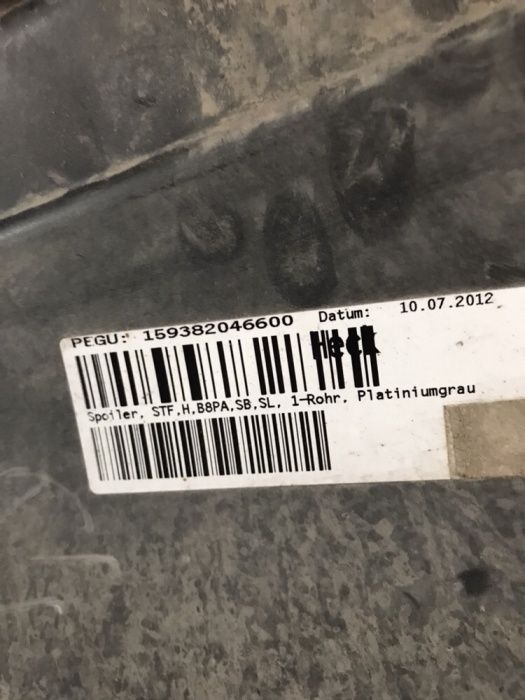 PEGU: 159382046600 Datum: 10.07.2012
Heck
Spoiler, STF,H,B8PA,SB,SL, 1-Rohr, Platiniumgrau